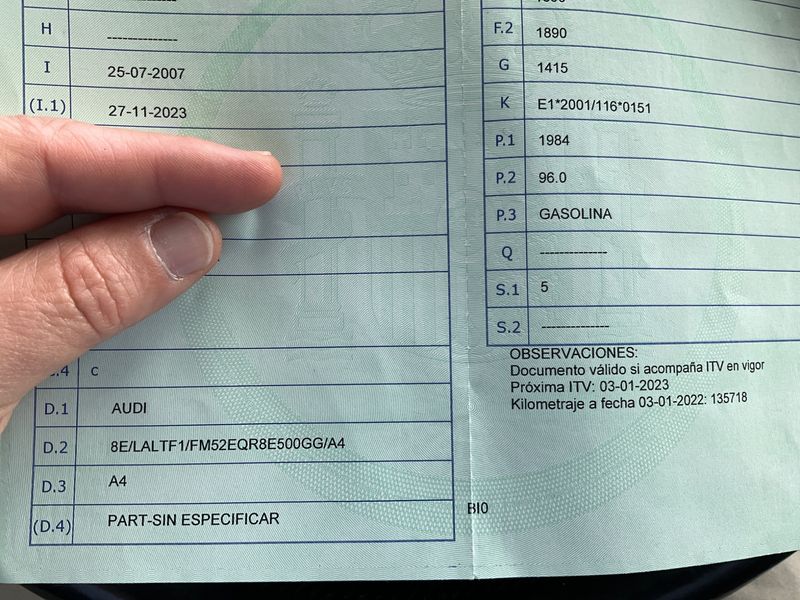 H --------------
I 25-07-2007
(I.1) 27-11-2023
.4 c
D.1 AUDI
D.2 8E/LALTF1/FM52EQR8E500GG/A4
D.3 A4
(D.4) PART-SIN ESPECIFICAR
F.2 1890
G 1415
K E1*2001/116*0151
P.1 1984
P.2 96.0
P.3 GASOLINA
Q --------------
S.1 5
S.2 --------------
OBSERVACIONES:
Documento válido si acompaña ITV en vigor
Próxima ITV: 03-01-2023
Kilometraje a fecha 03-01-2022: 135718
BI0